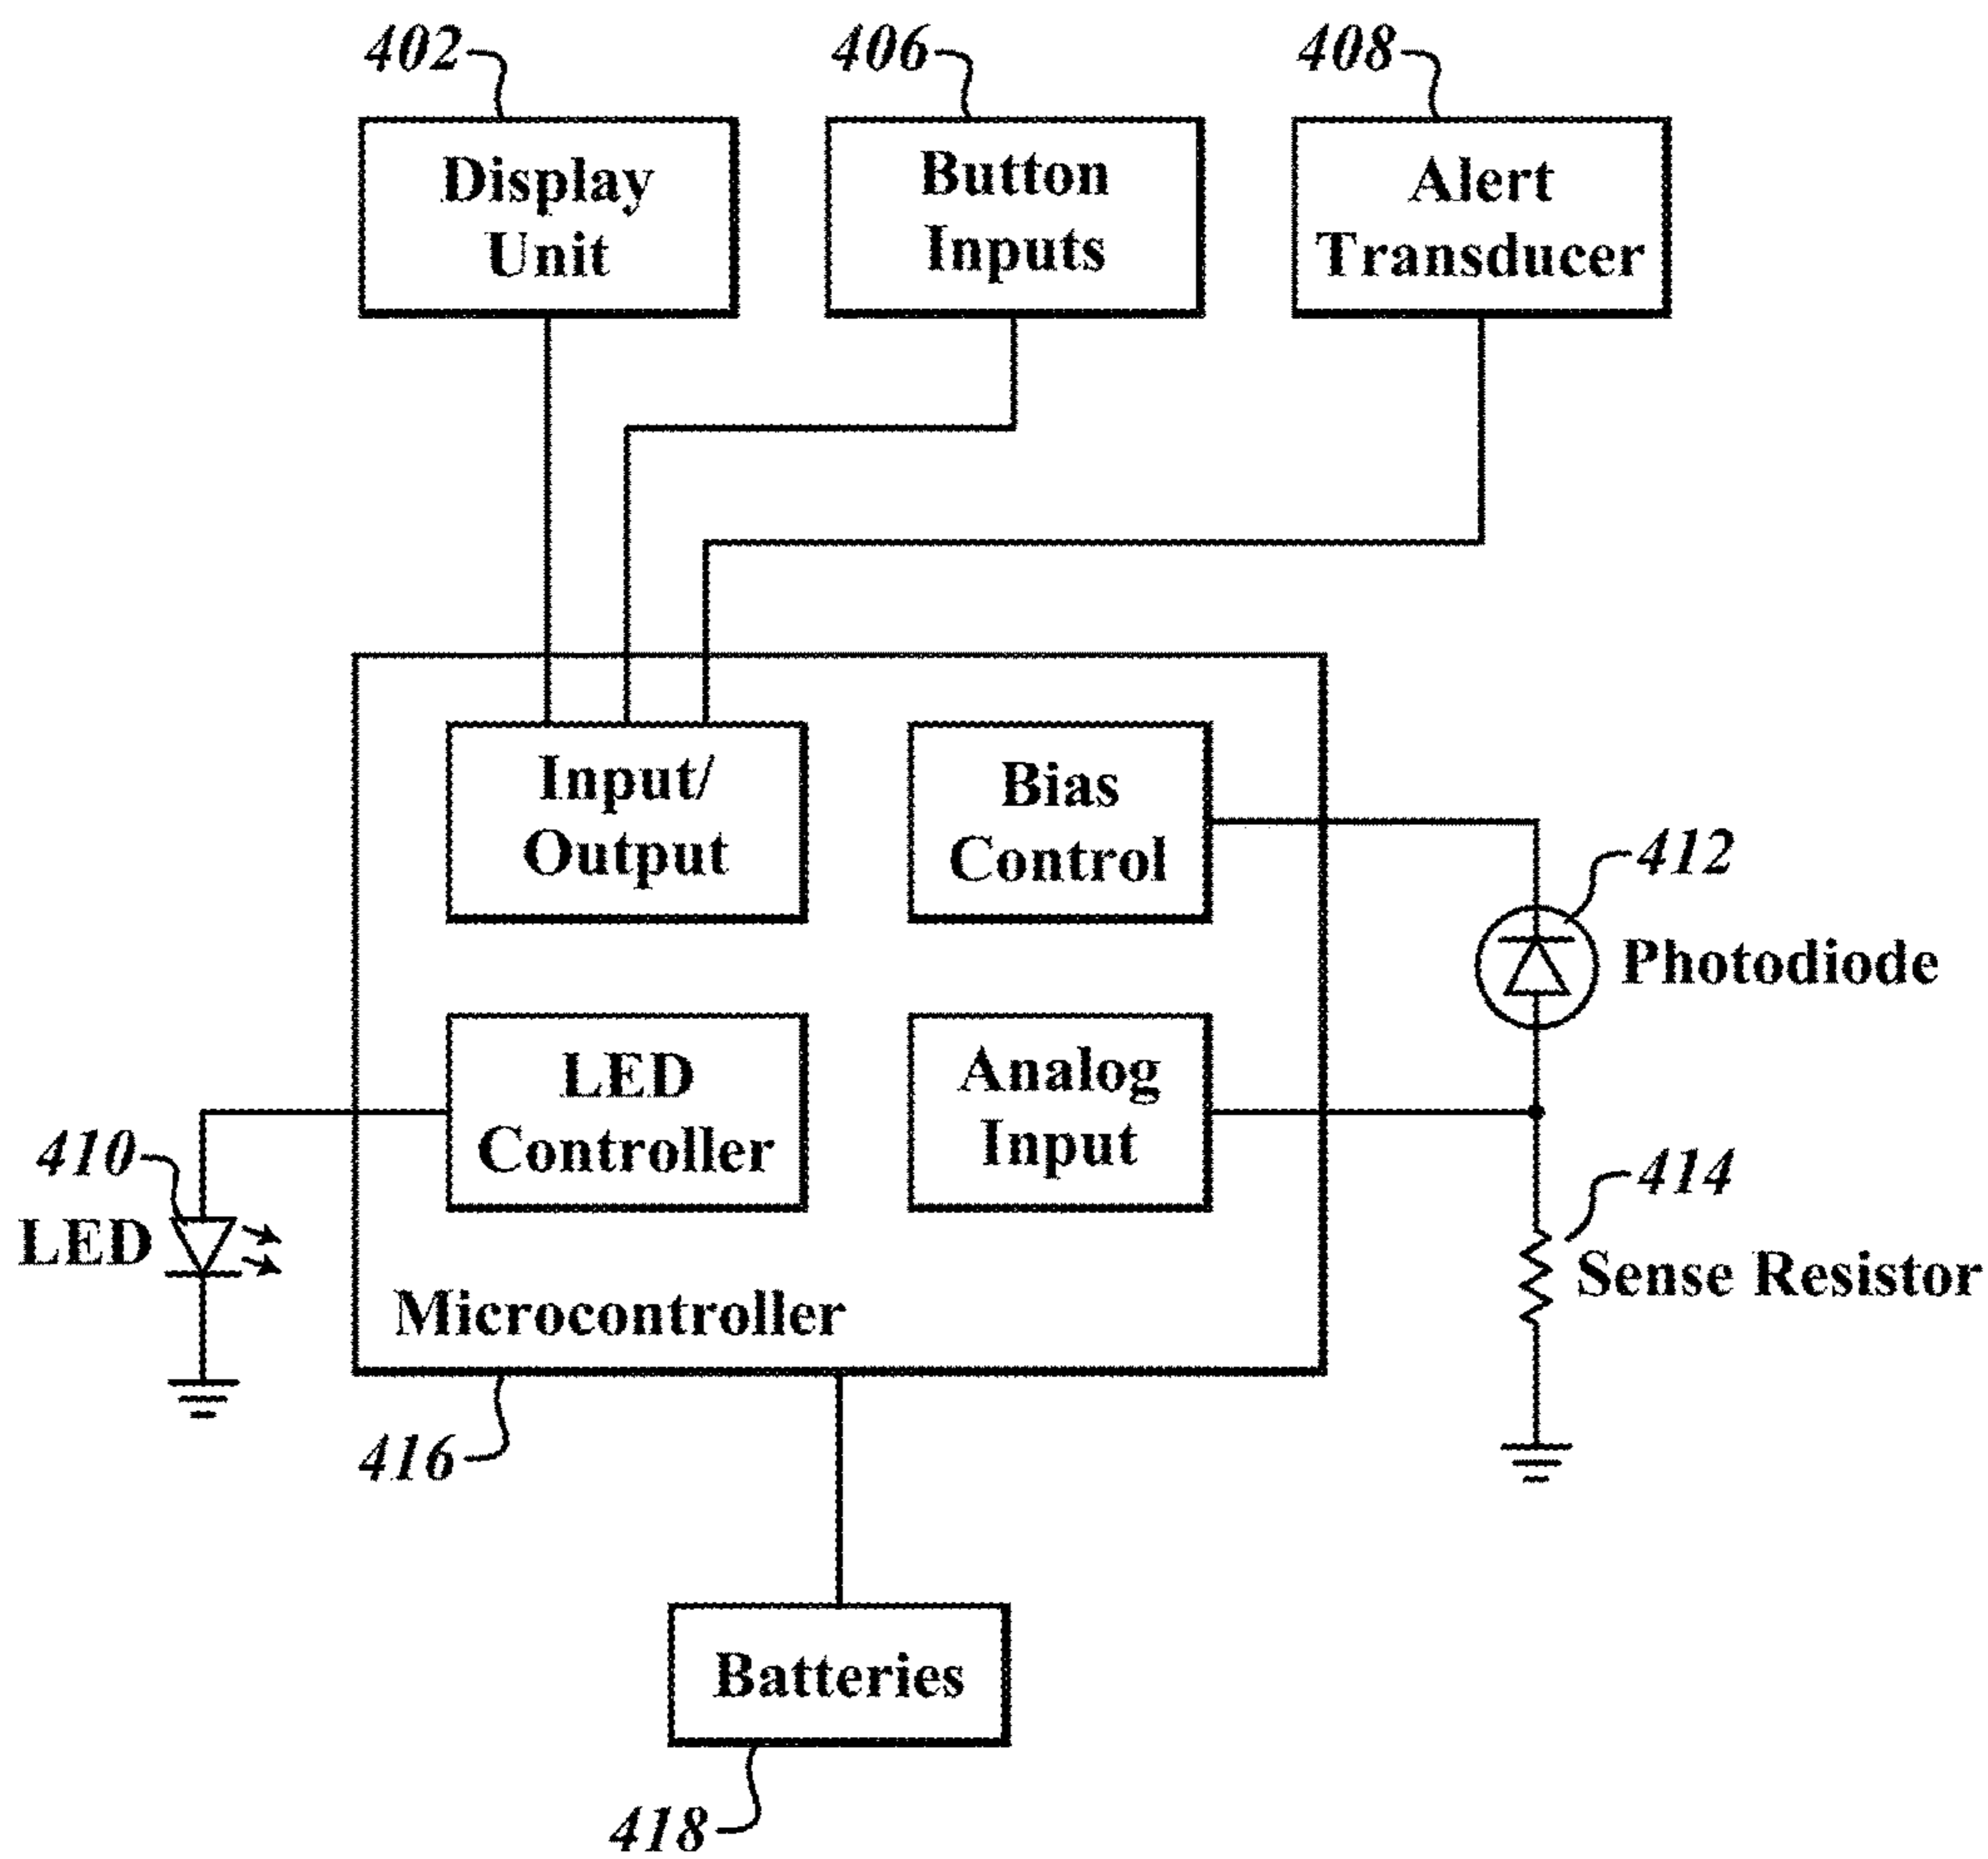 402
406
408
Display
Unit
Button
Inputs
Alert
Transducer
Input/
Output
Bias
Control
412
Photodiode
LED
Controller
Analog
Input
410
LED
414
Sense Resistor
Microcontroller
416
Batteries
418